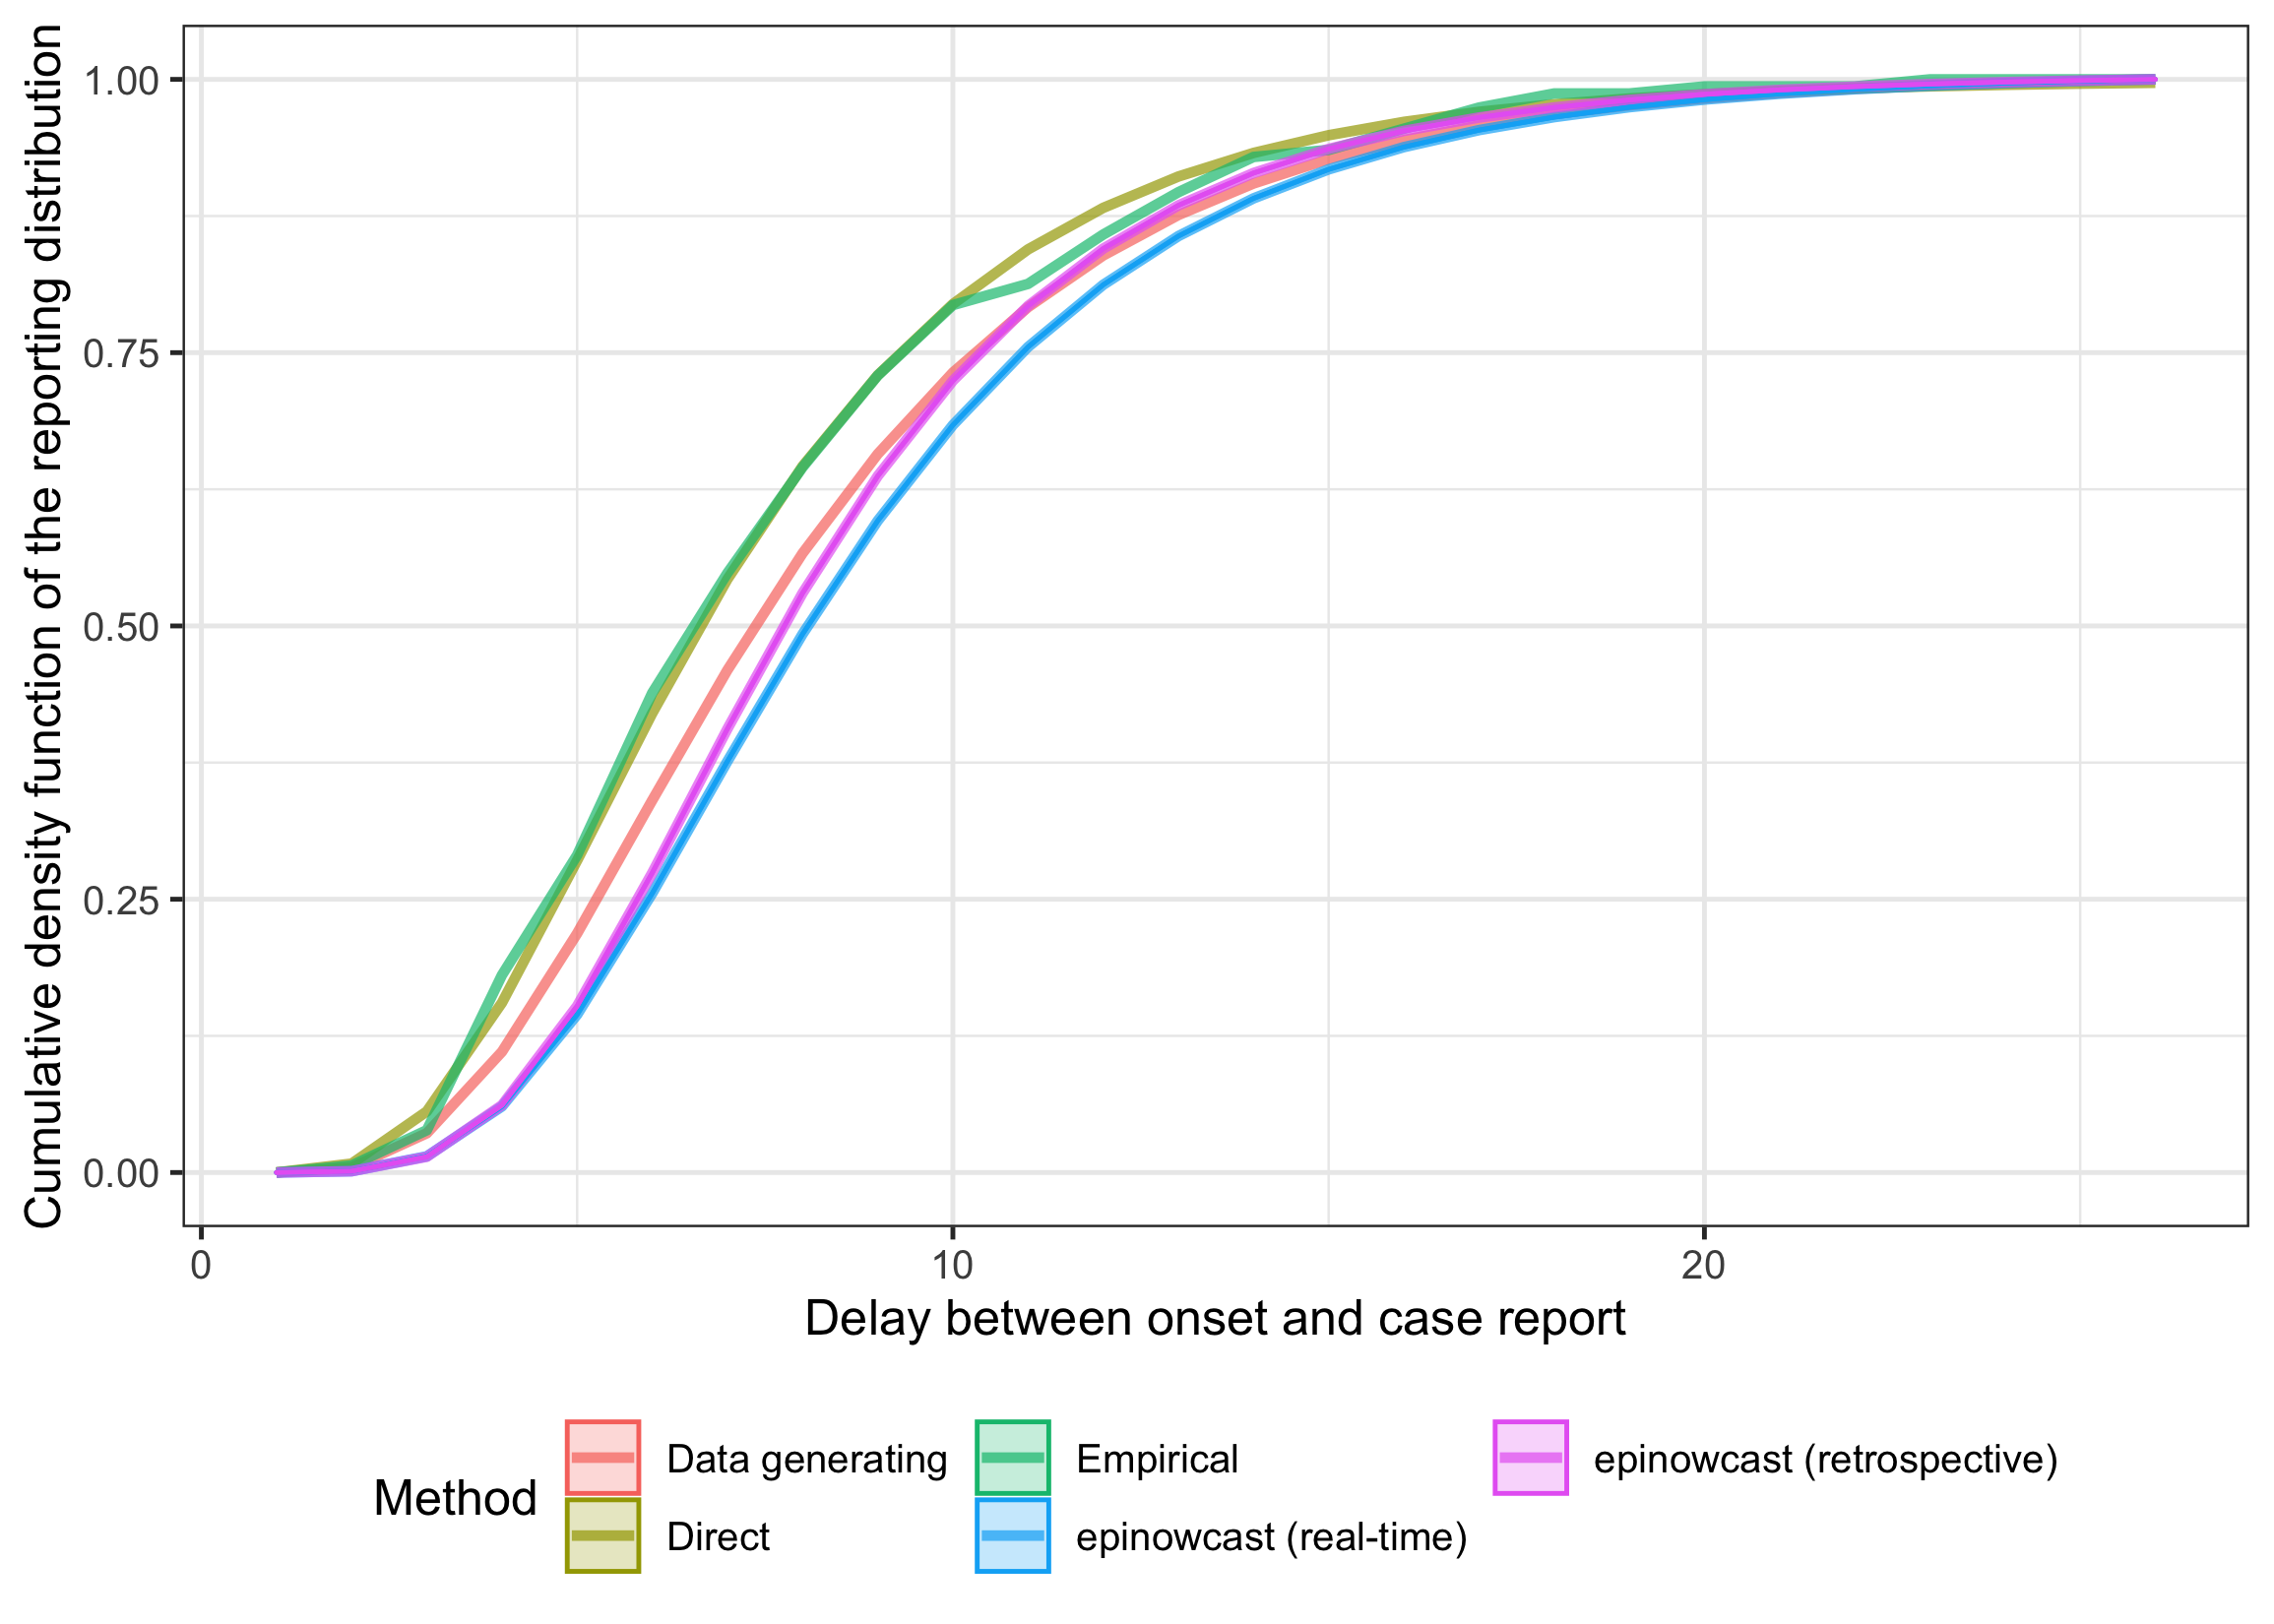 Cumulative density function of the reporting distribution
1.00
0.75
0.50
0.25
0.00
0 10 20
Delay between onset and case report
Method
Data generating
Direct
Empirical
epinowcast (real-time)
epinowcast (retrospective)